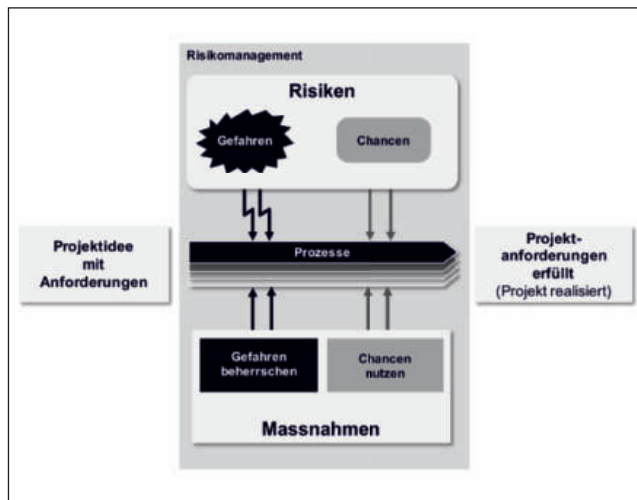 Risikomanagement
Risiken
Gefahren
Chancen
Projektidee
mit
Anforderungen
Prozesse
Projekt-
anforderungen
erfüllt
(Projekt realisiert)
Gefahren
beherrschen
Chancen
nutzen
Massnahmen